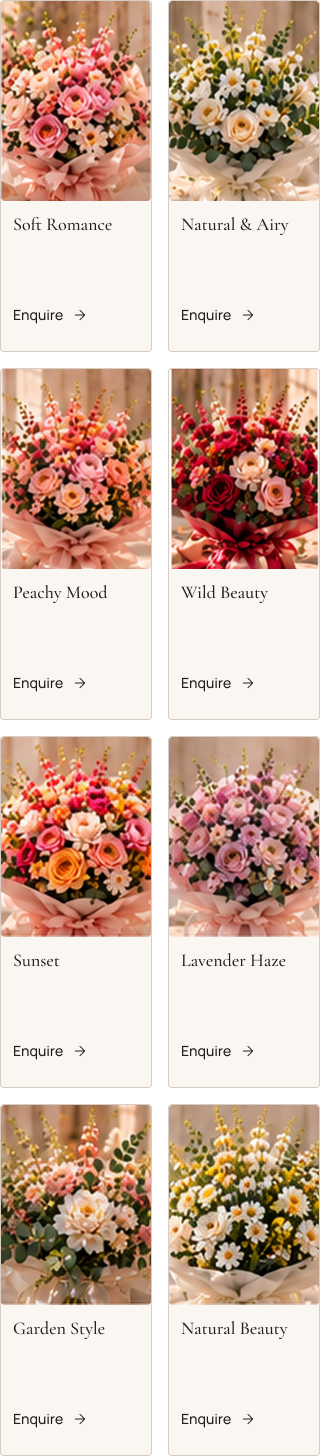 Soft Romance
Enquire →
Natural & Airy
Enquire →
Peachy Mood
Enquire →
Wild Beauty
Enquire →
Sunset
Enquire →
Lavender Haze
Enquire →
Garden Style
Enquire →
Natural Beauty
Enquire →